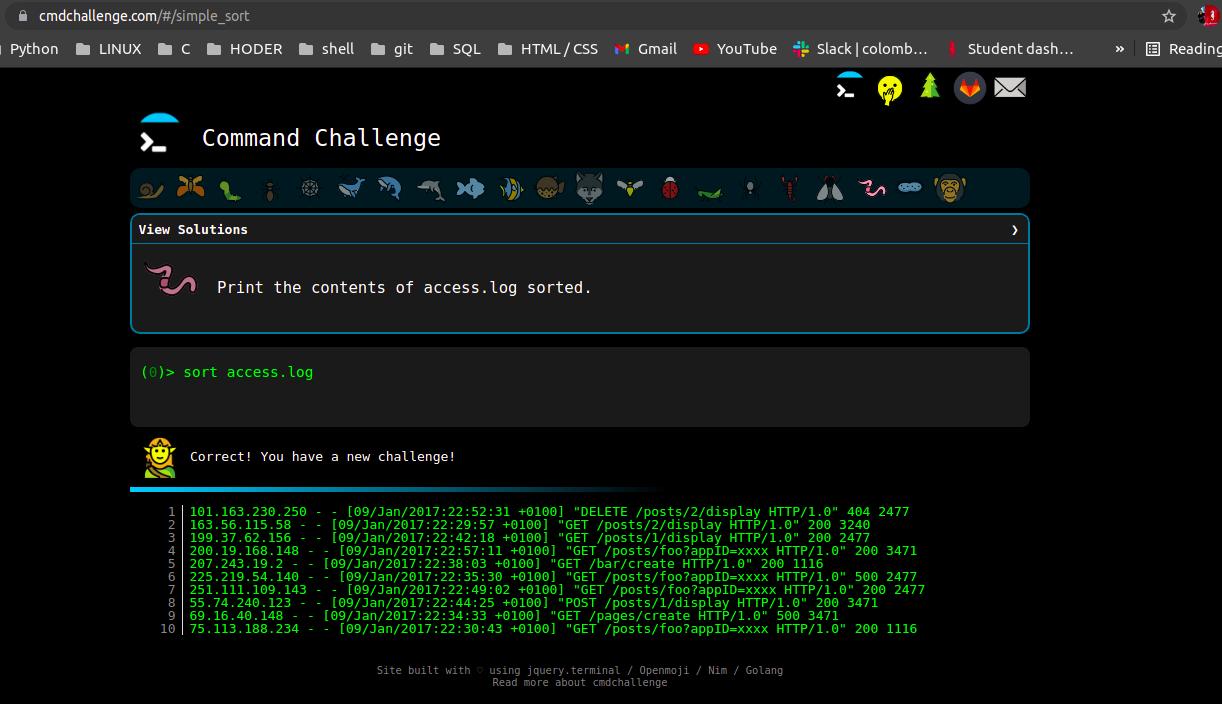 cmdchallenge.com/#/simple_sort
Python LINUX C HODER shell git SQL HTML / CSS Gmail YouTube Slack | colomb… Student dash… » Reading
Command Challenge
View Solutions ❯
Print the contents of access.log sorted.
(0)> sort access.log
Correct! You have a new challenge!
1 101.163.230.250 - - [09/Jan/2017:22:52:31 +0100] "DELETE /posts/2/display HTTP/1.0" 404 2477
2 163.56.115.58 - - [09/Jan/2017:22:29:57 +0100] "GET /posts/2/display HTTP/1.0" 200 3240
3 199.37.62.156 - - [09/Jan/2017:22:42:18 +0100] "GET /posts/1/display HTTP/1.0" 200 2477
4 200.19.168.148 - - [09/Jan/2017:22:57:11 +0100] "GET /posts/foo?appID=xxxx HTTP/1.0" 200 3471
5 207.243.19.2 - - [09/Jan/2017:22:38:03 +0100] "GET /bar/create HTTP/1.0" 200 1116
6 225.219.54.140 - - [09/Jan/2017:22:35:30 +0100] "GET /posts/foo?appID=xxxx HTTP/1.0" 500 2477
7 251.111.109.143 - - [09/Jan/2017:22:49:02 +0100] "GET /posts/foo?appID=xxxx HTTP/1.0" 200 2477
8 55.74.240.123 - - [09/Jan/2017:22:44:25 +0100] "POST /posts/1/display HTTP/1.0" 200 3471
9 69.16.40.148 - - [09/Jan/2017:22:34:33 +0100] "GET /pages/create HTTP/1.0" 500 3471
10 75.113.188.234 - - [09/Jan/2017:22:30:43 +0100] "GET /posts/foo?appID=xxxx HTTP/1.0" 200 1116
Site built with ♡ using jquery.terminal / Openmoji / Nim / Golang
Read more about cmdchallenge